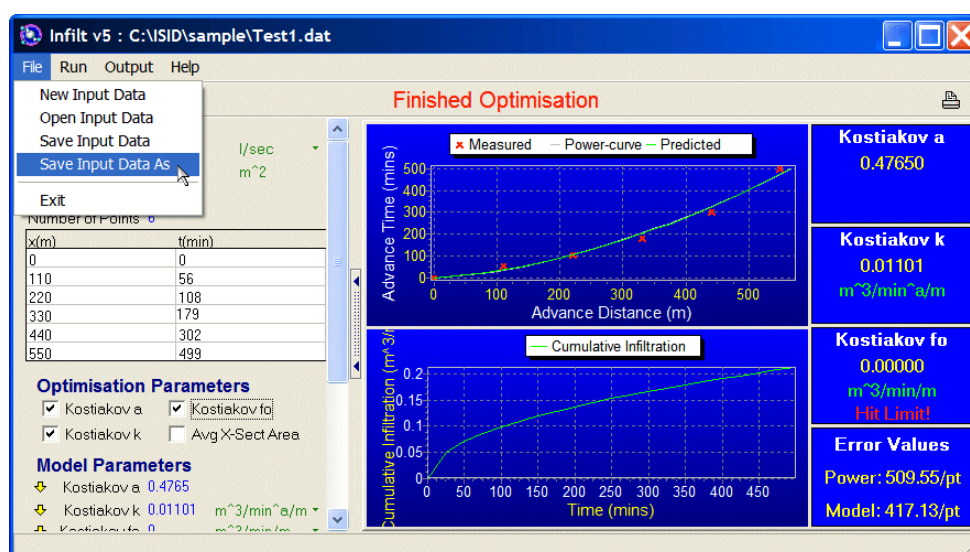 Infilt v5 : C:\ISID\sample\Test1.dat
File Run Output Help
New Input Data
Open Input Data
Save Input Data
Save Input Data As
Exit
Finished Optimisation
l/sec
m^2
Number of Points 6
x(m) t(min)
0 0
110 56
220 108
330 179
440 302
550 499
Optimisation Parameters
Kostiakov a Kostiakov fo
Kostiakov k Avg X-Sect Area
Model Parameters
Kostiakov a 0.4765
Kostiakov k 0.01101 m^3/min^a/m
Kostiakov fo 0 m^3/min/m
Measured Power-curve Predicted
Advance Time (mins)
500
400
300
200
100
0
0 100 200 300 400 500
Advance Distance (m)
Cumulative Infiltration
Cumulative Infiltration (m^3/
0.2
0.15
0.1
0.05
0
0 50 100 150 200 250 300 350 400 450
Time (mins)
Kostiakov a
0.47650
Kostiakov k
0.01101
m^3/min^a/m
Kostiakov fo
0.00000
m^3/min/m
Hit Limit!
Error Values
Power: 509.55/pt
Model: 417.13/pt